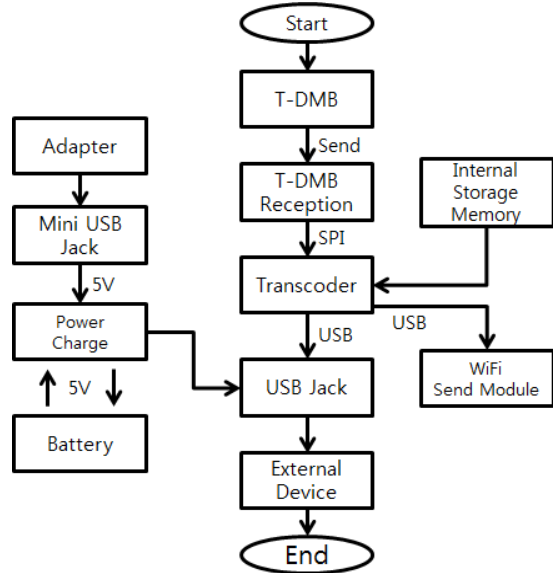 Start
T-DMB
Send
T-DMB
Reception
SPI
Transcoder
USB
USB
USB Jack
External
Device
End
Adapter
Mini USB
Jack
5V
Power
Charge
5V
Battery
Internal
Storage
Memory
WiFi
Send Module